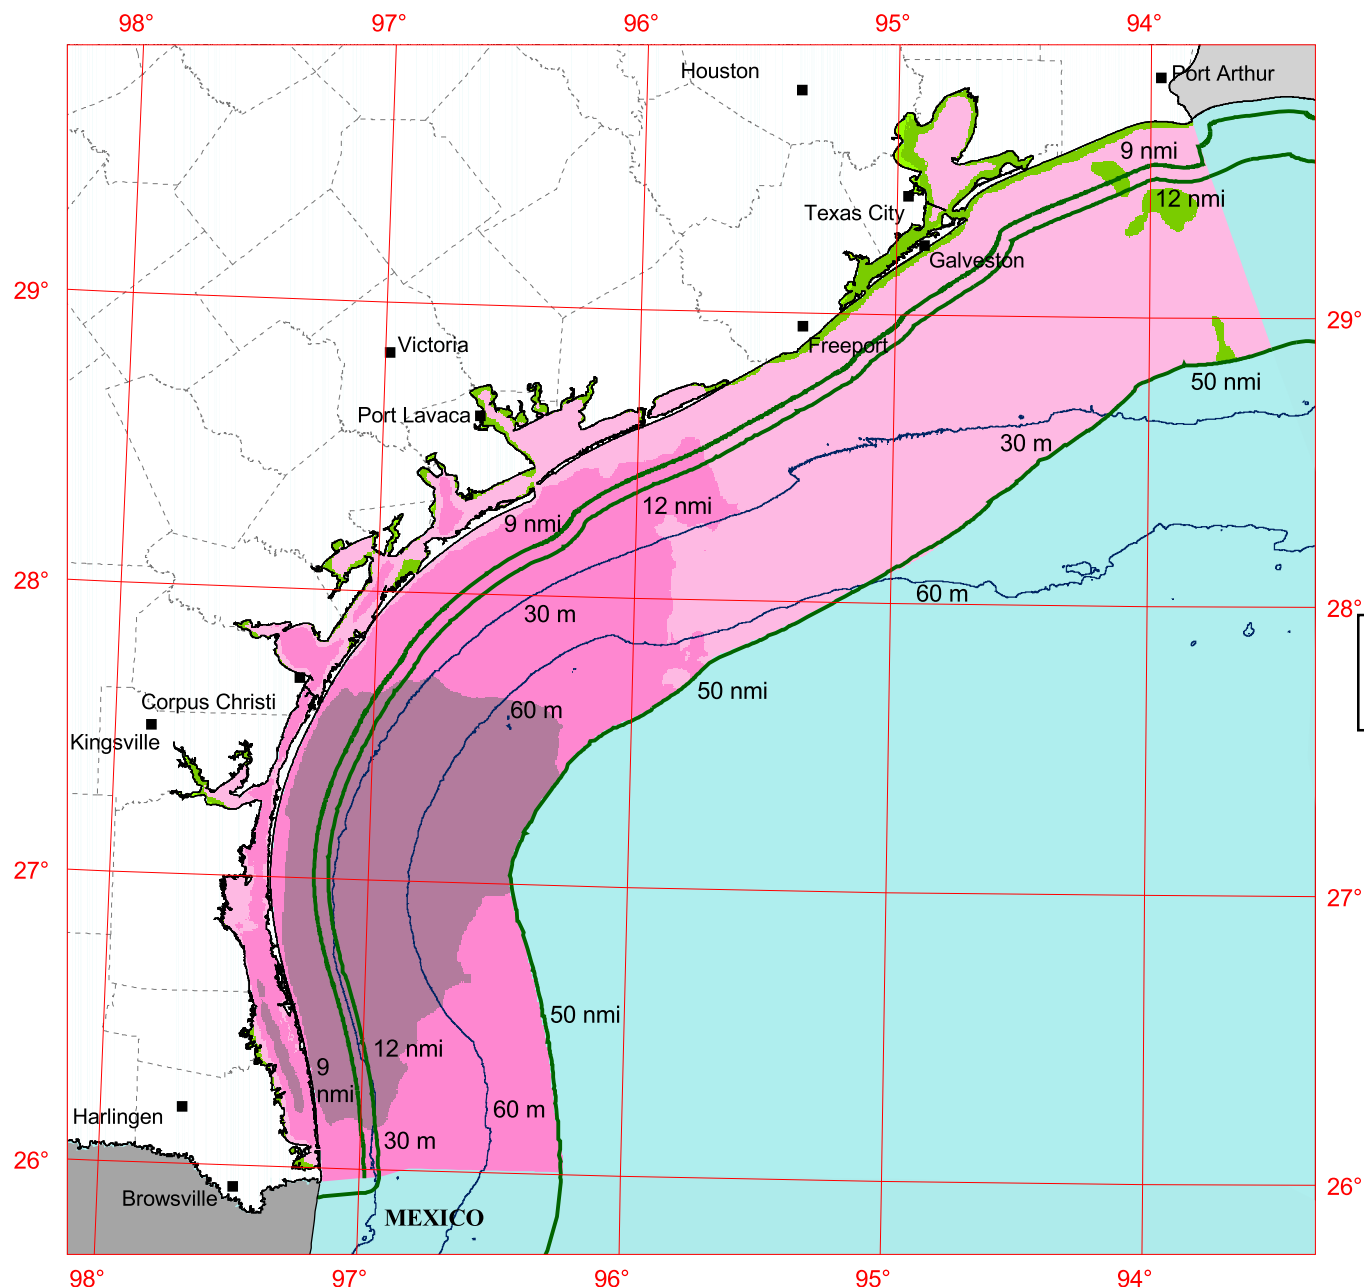 98°
97°
96°
95°
94°
Houston
Port Arthur
9 nmi
12 nmi
Texas City
Galveston
29°
29°
Freeport
Victoria
50 nmi
Port Lavaca
30 m
12 nmi
9 nmi
28°
60 m
28°
30 m
50 nmi
Corpus Christi
60 m
Kingsville
27°
27°
50 nmi
12 nmi
9
nmi
60 m
Harlingen
30 m
26°
26°
Browsville
MEXICO
98°
97°
96°
95°
94°